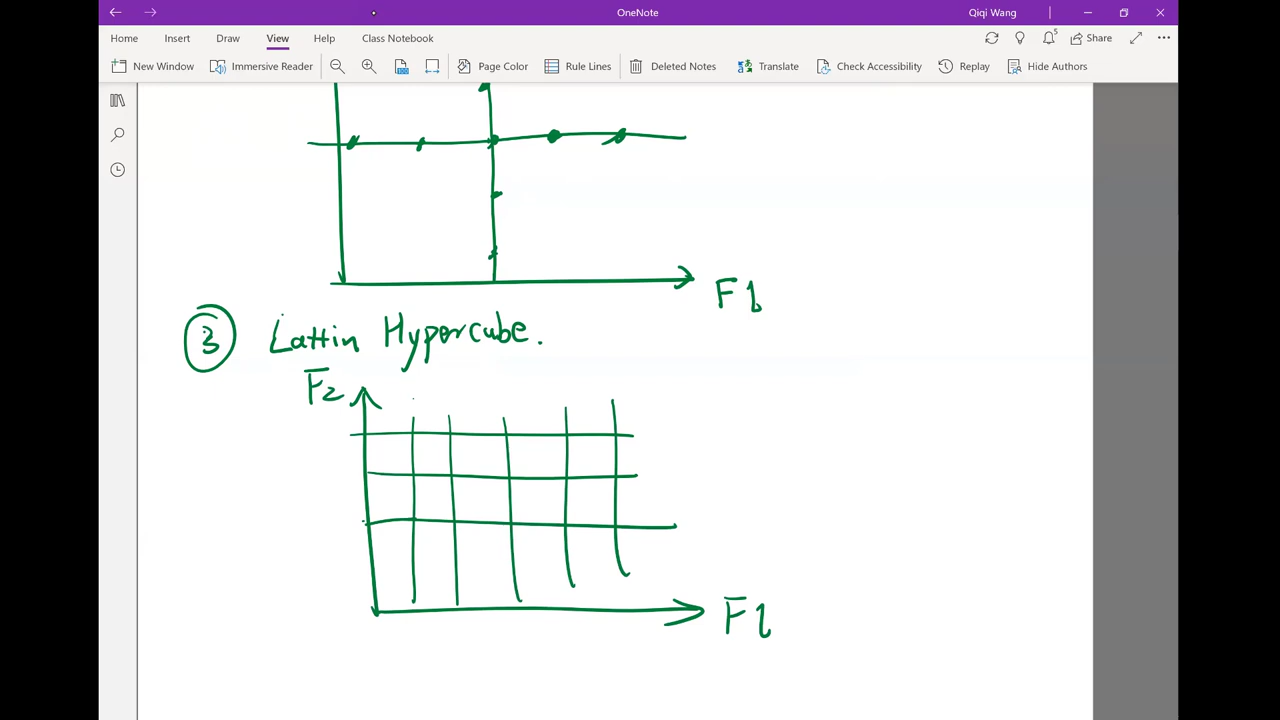 OneNote
Qiqi Wang
Home Insert Draw View Help Class Notebook
5
Share
New Window Immersive Reader Page Color Rule Lines Deleted Notes Translate Check Accessibility Replay Hide Authors
F1
③ Lattin Hypercube.
F2
F1